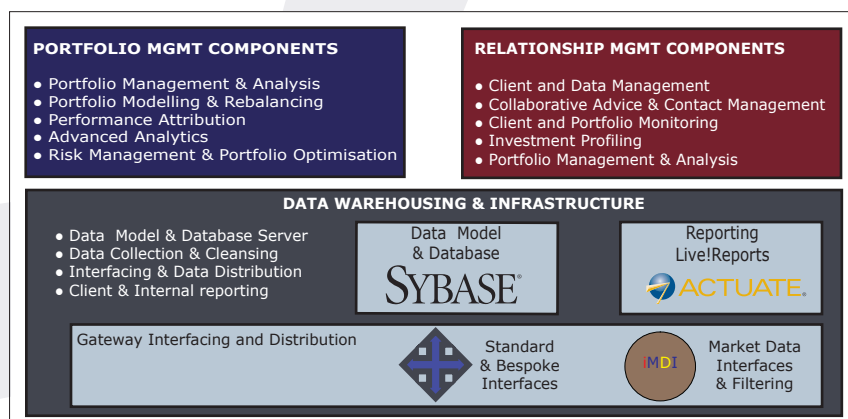 PORTFOLIO MGMT COMPONENTS
● Portfolio Management & Analysis
● Portfolio Modelling & Rebalancing
● Performance Attribution
● Advanced Analytics
● Risk Management & Portfolio Optimisation
RELATIONSHIP MGMT COMPONENTS
● Client and Data Management
● Collaborative Advice & Contact Management
● Client and Portfolio Monitoring
● Investment Profiling
● Portfolio Management & Analysis
DATA WAREHOUSING & INFRASTRUCTURE
● Data Model & Database Server
● Data Collection & Cleansing
● Interfacing & Data Distribution
● Client & Internal reporting
Data Model
& Database
SYBASE®
Reporting
Live!Reports
ACTUATE®
Gateway Interfacing and Distribution
Standard
& Bespoke
Interfaces
iMDI
Market Data
Interfaces
& Filtering